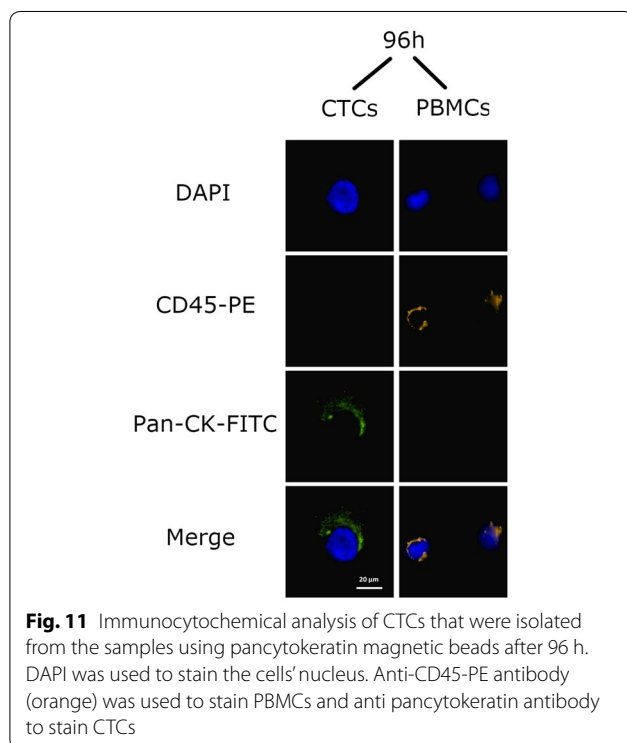 96h
CTCs PBMCs
DAPI
CD45-PE
Pan-CK-FITC
Merge
20 μm
Fig. 11 Immunocytochemical analysis of CTCs that were isolated
from the samples using pancytokeratin magnetic beads after 96 h.
DAPI was used to stain the cells’ nucleus. Anti-CD45-PE antibody
(orange) was used to stain PBMCs and anti pancytokeratin antibody
to stain CTCs